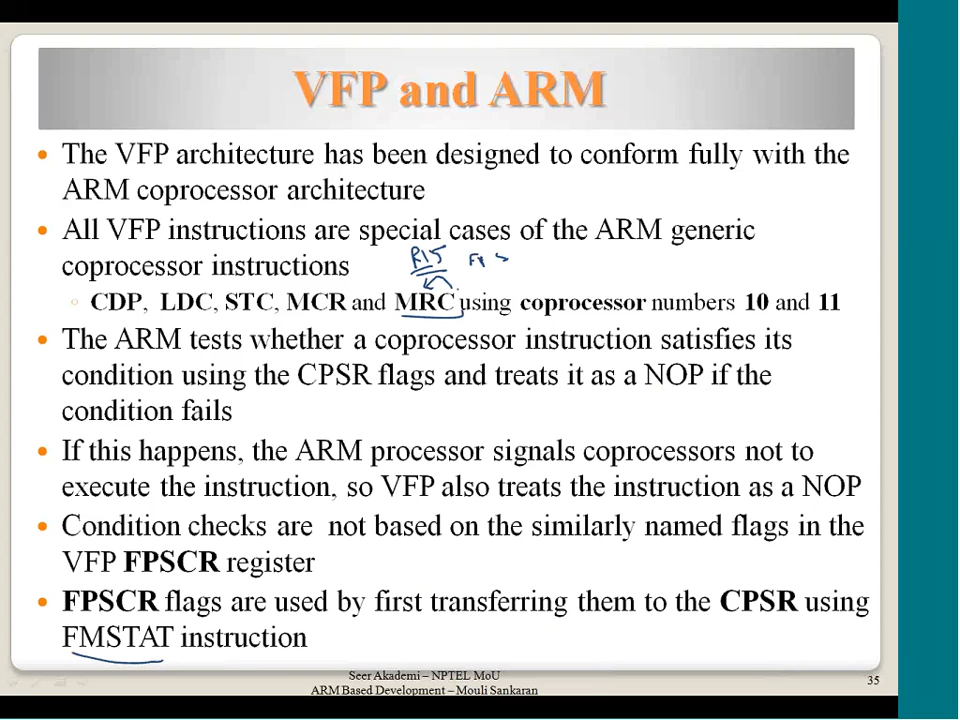 VFP and ARM
The VFP architecture has been designed to conform fully with the
ARM coprocessor architecture
All VFP instructions are special cases of the ARM generic
coprocessor instructions
R15
CDP, LDC, STC, MCR and MRC using coprocessor numbers 10 and 11
The ARM tests whether a coprocessor instruction satisfies its
condition using the CPSR flags and treats it as a NOP if the
condition fails
If this happens, the ARM processor signals coprocessors not to
execute the instruction, so VFP also treats the instruction as a NOP
Condition checks are not based on the similarly named flags in the
VFP FPSCR register
FPSCR flags are used by first transferring them to the CPSR using
FMSTAT instruction
Seer Akademi – NPTEL MoU
ARM Based Development – Mouli Sankaran
35